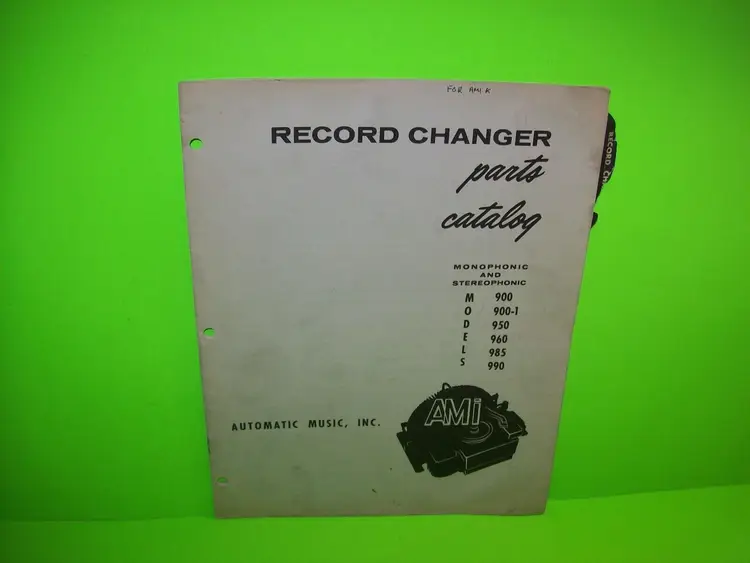 FOR AMI K
RECORD CHANGER
parts
catalog
MONOPHONIC
AND
STEREOPHONIC
M 900
O 900-1
D 950
E 960
L 985
S 990
AMi
AUTOMATIC MUSIC, INC.
RECORD CH